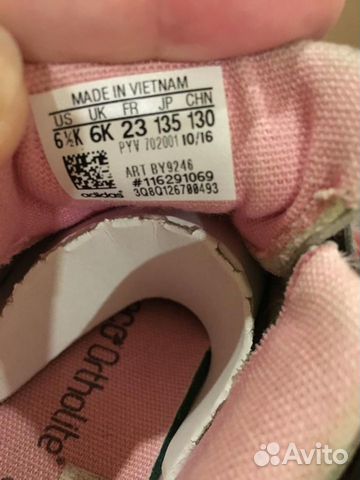 MADE IN VIETNAM
US UK FR JP CHN
6½K 6K 23 135 130
PYV 702001 10/16
ART BY9246
#116291069
adidas 3Q8Q126700493
eco Ortholite
Avito